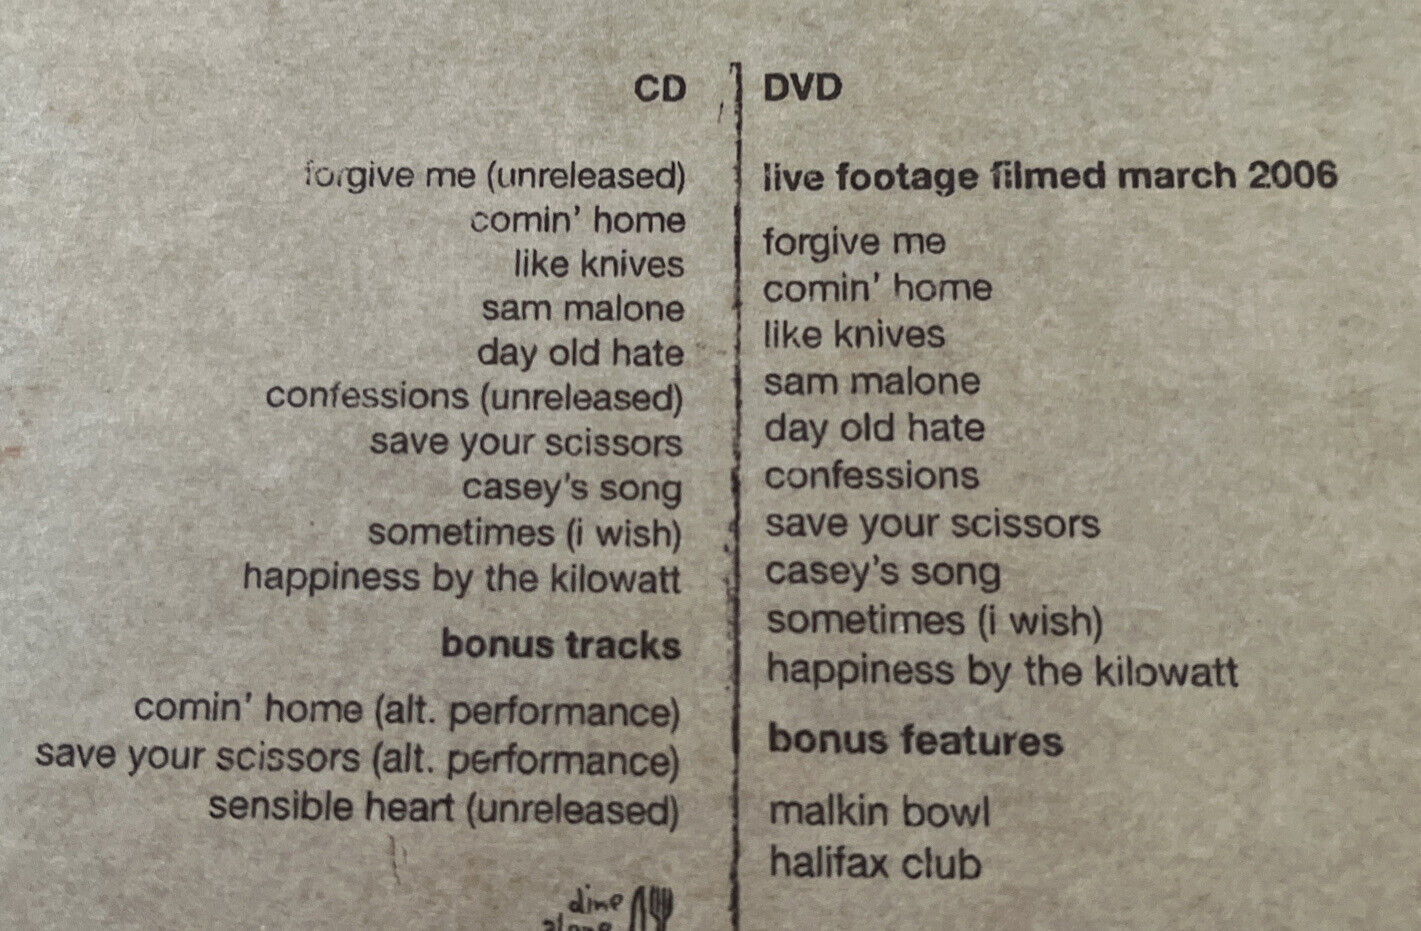 CD
forgive me (unreleased)
comin' home
like knives
sam malone
day old hate
confessions (unreleased)
save your scissors
casey's song
sometimes (i wish)
happiness by the kilowatt
bonus tracks
comin' home (alt. performance)
save your scissors (alt. performance)
sensible heart (unreleased)
dine
alone
DVD
live footage filmed march 2006
forgive me
comin' home
like knives
sam malone
day old hate
confessions
save your scissors
casey's song
sometimes (i wish)
happiness by the kilowatt
bonus features
malkin bowl
halifax club